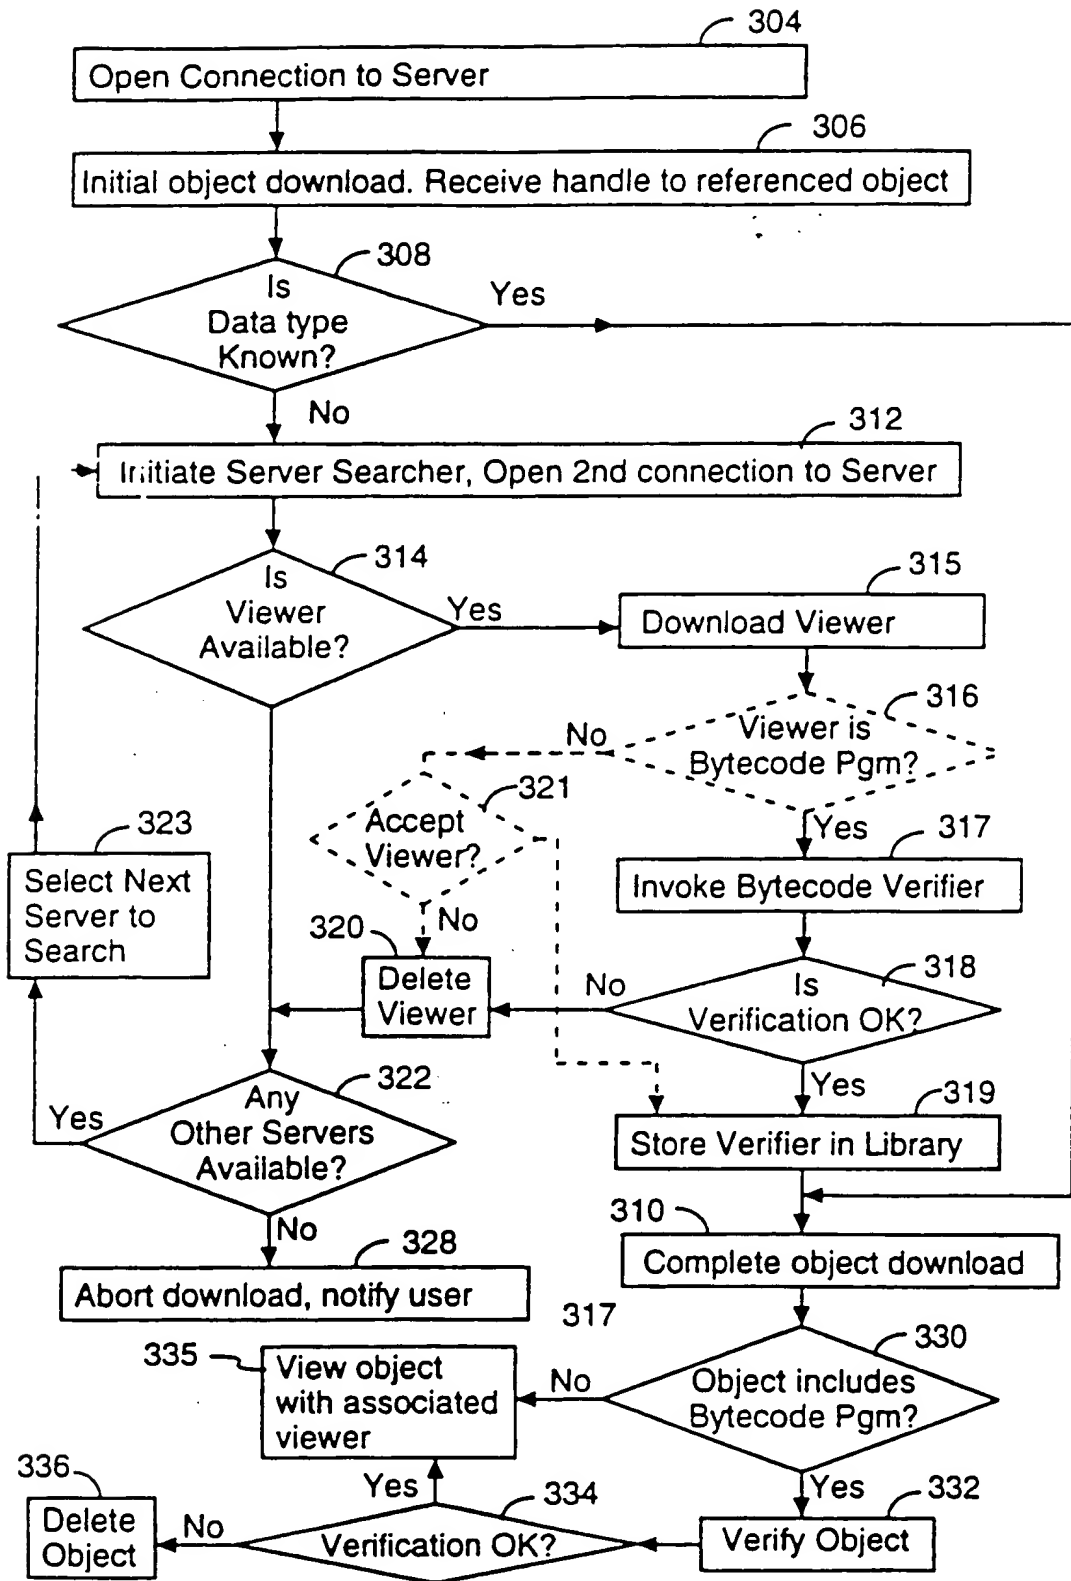 304
Open Connection to Server
306
Initial object download. Receive handle to referenced object
308
Is
Data type
Known?
Yes
No
312
Initiate Server Searcher, Open 2nd connection to Server
314
Is
Viewer
Available?
Yes
315
Download Viewer
316
Viewer is
Bytecode Pgm?
No
Yes
321
Accept
Viewer?
No
317
Invoke Bytecode Verifier
323
Select Next
Server to
Search
320
Delete
Viewer
318
Is
Verification OK?
No
Yes
322
Any
Other Servers
Available?
Yes
No
319
Store Verifier in Library
310
Complete object download
328
Abort download, notify user
317
330
Object includes
Bytecode Pgm?
No
Yes
335
View object
with associated
viewer
332
Verify Object
334
Verification OK?
Yes
No
336
Delete
Object